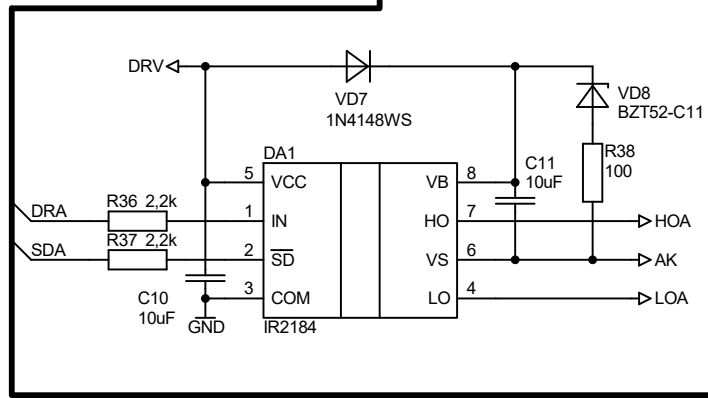 DRV
VD7
1N4148WS
VD8
BZT52-C11
DA1
C11
10uF
R38
100
5 VCC VB 8
R36 2,2k
DRA 1 IN HO 7 HOA
R37 2,2k
SDA 2 SD VS 6 AK
C10
10uF
3 COM LO 4 LOA
GND
IR2184